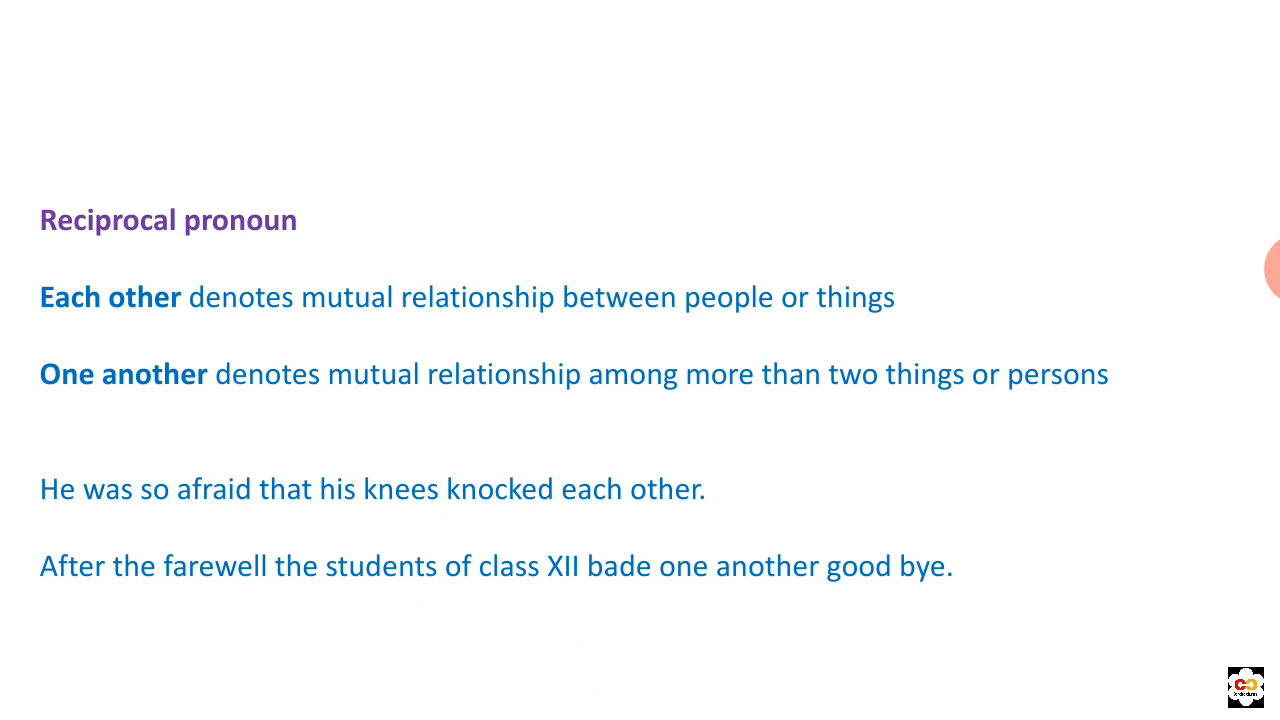 Reciprocal pronoun
Each other denotes mutual relationship between people or things
One another denotes mutual relationship among more than two things or persons
He was so afraid that his knees knocked each other.
After the farewell the students of class XII bade one another good bye.